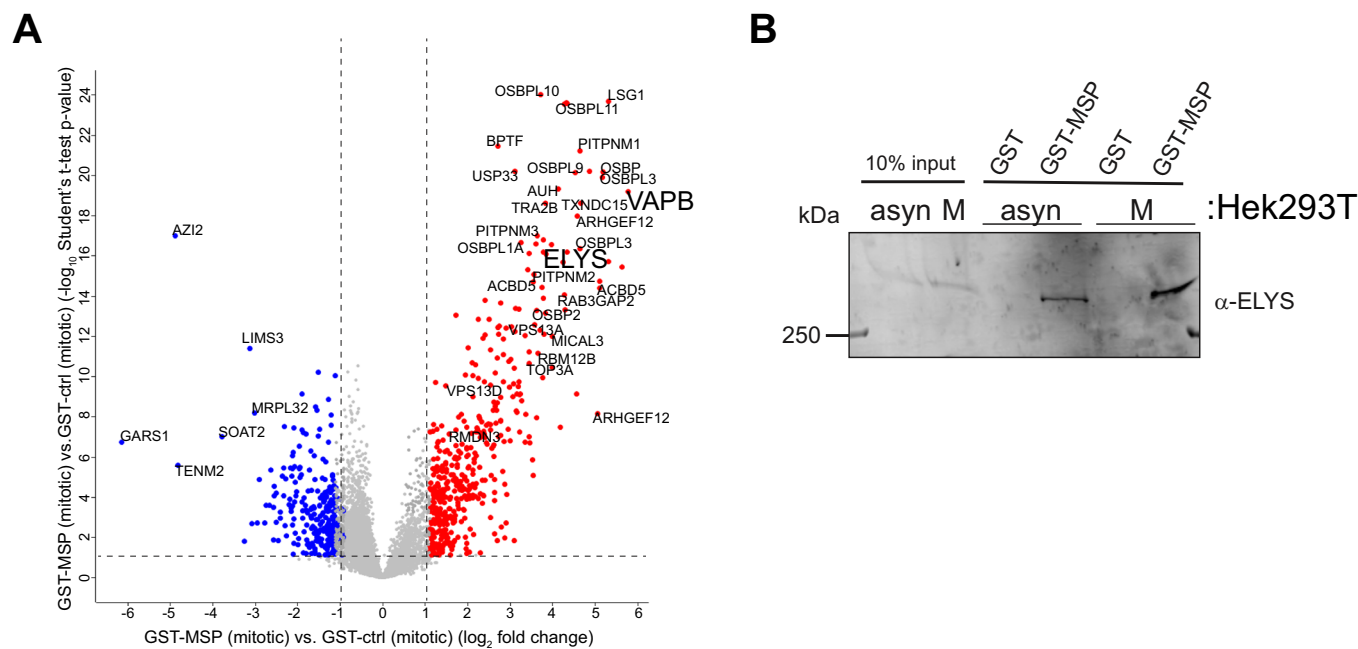 A
GST-MSP (mitotic) vs.GST-ctrl (mitotic) (-log10 Student's t-test p-value)
24
22
20
18
16
14
12
10
8
6
4
2
0
OSBPL10
LSG1
OSBPL11
BPTF
PITPNM1
USP33
OSBPL9
OSBP
OSBPL3
AUH
VAPB
TRA2B
TXNDC15
ARHGEF12
AZI2
PITPNM3
OSBPL1A
OSBPL3
ELYS
PITPNM2
ACBD5
ACBD5
RAB3GAP2
OSBP2
VPS13A
MICAL3
LIMS3
RBM12B
TOP3A
VPS13D
MRPL32
ARHGEF12
GARS1
SOAT2
RMDN3
TENM2
-6 -5 -4 -3 -2 -1 0 1 2 3 4 5 6
GST-MSP (mitotic) vs. GST-ctrl (mitotic) (log2 fold change)
B
GST GST-MSP GST GST-MSP
10% input
kDa asyn M asyn M :Hek293T
250
α-ELYS